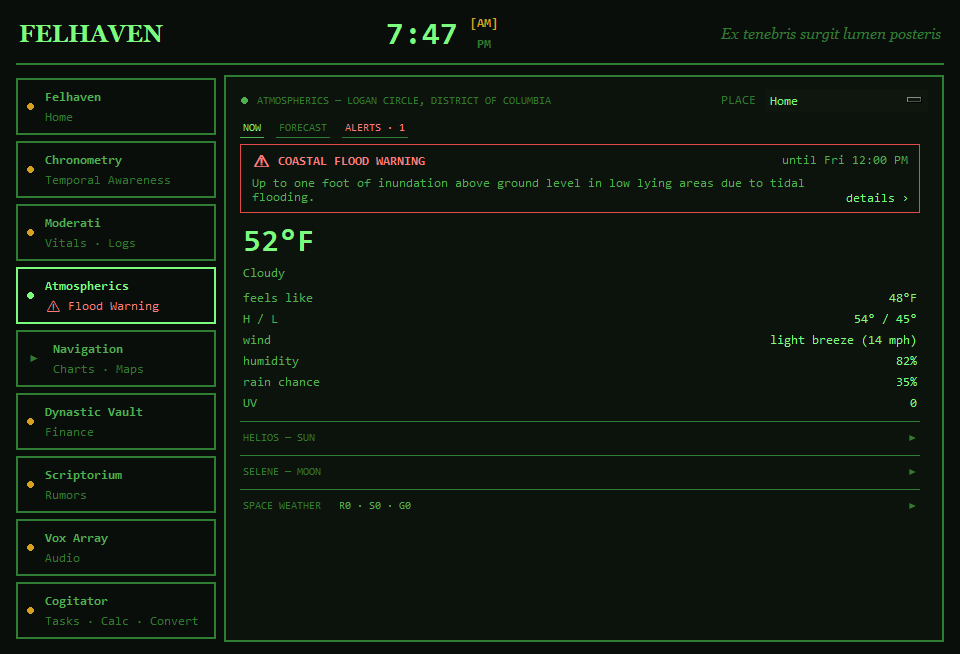 FELHAVEN
7:47 [AM]
PM
Ex tenebris surgit lumen posteris
Felhaven
Home
Chronometry
Temporal Awareness
Moderati
Vitals · Logs
Atmospherics
⚠ Flood Warning
▶ Navigation
Charts · Maps
Dynastic Vault
Finance
Scriptorium
Rumors
Vox Array
Audio
Cogitator
Tasks · Calc · Convert
ATMOSPHERICS — LOGAN CIRCLE, DISTRICT OF COLUMBIA
PLACE Home
NOW FORECAST ALERTS · 1
⚠ COASTAL FLOOD WARNING until Fri 12:00 PM
Up to one foot of inundation above ground level in low lying areas due to tidal
flooding.
details ›
52°F
Cloudy
feels like 48°F
H / L 54° / 45°
wind light breeze (14 mph)
humidity 82%
rain chance 35%
UV 0
HELIOS — SUN ▶
SELENE — MOON ▶
SPACE WEATHER R0 · S0 · G0 ▶